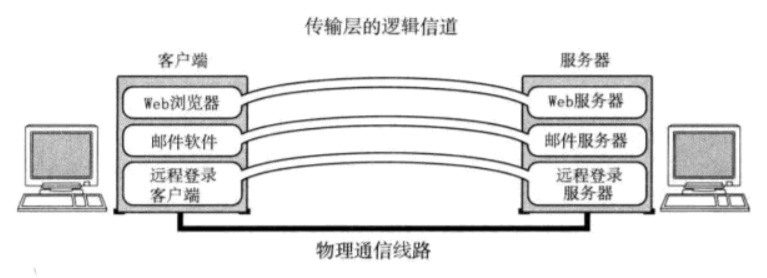 传输层的逻辑信道
客户端
服务器
Web浏览器
Web服务器
邮件软件
邮件服务器
远程登录
客户端
远程登录
服务器
物理通信线路